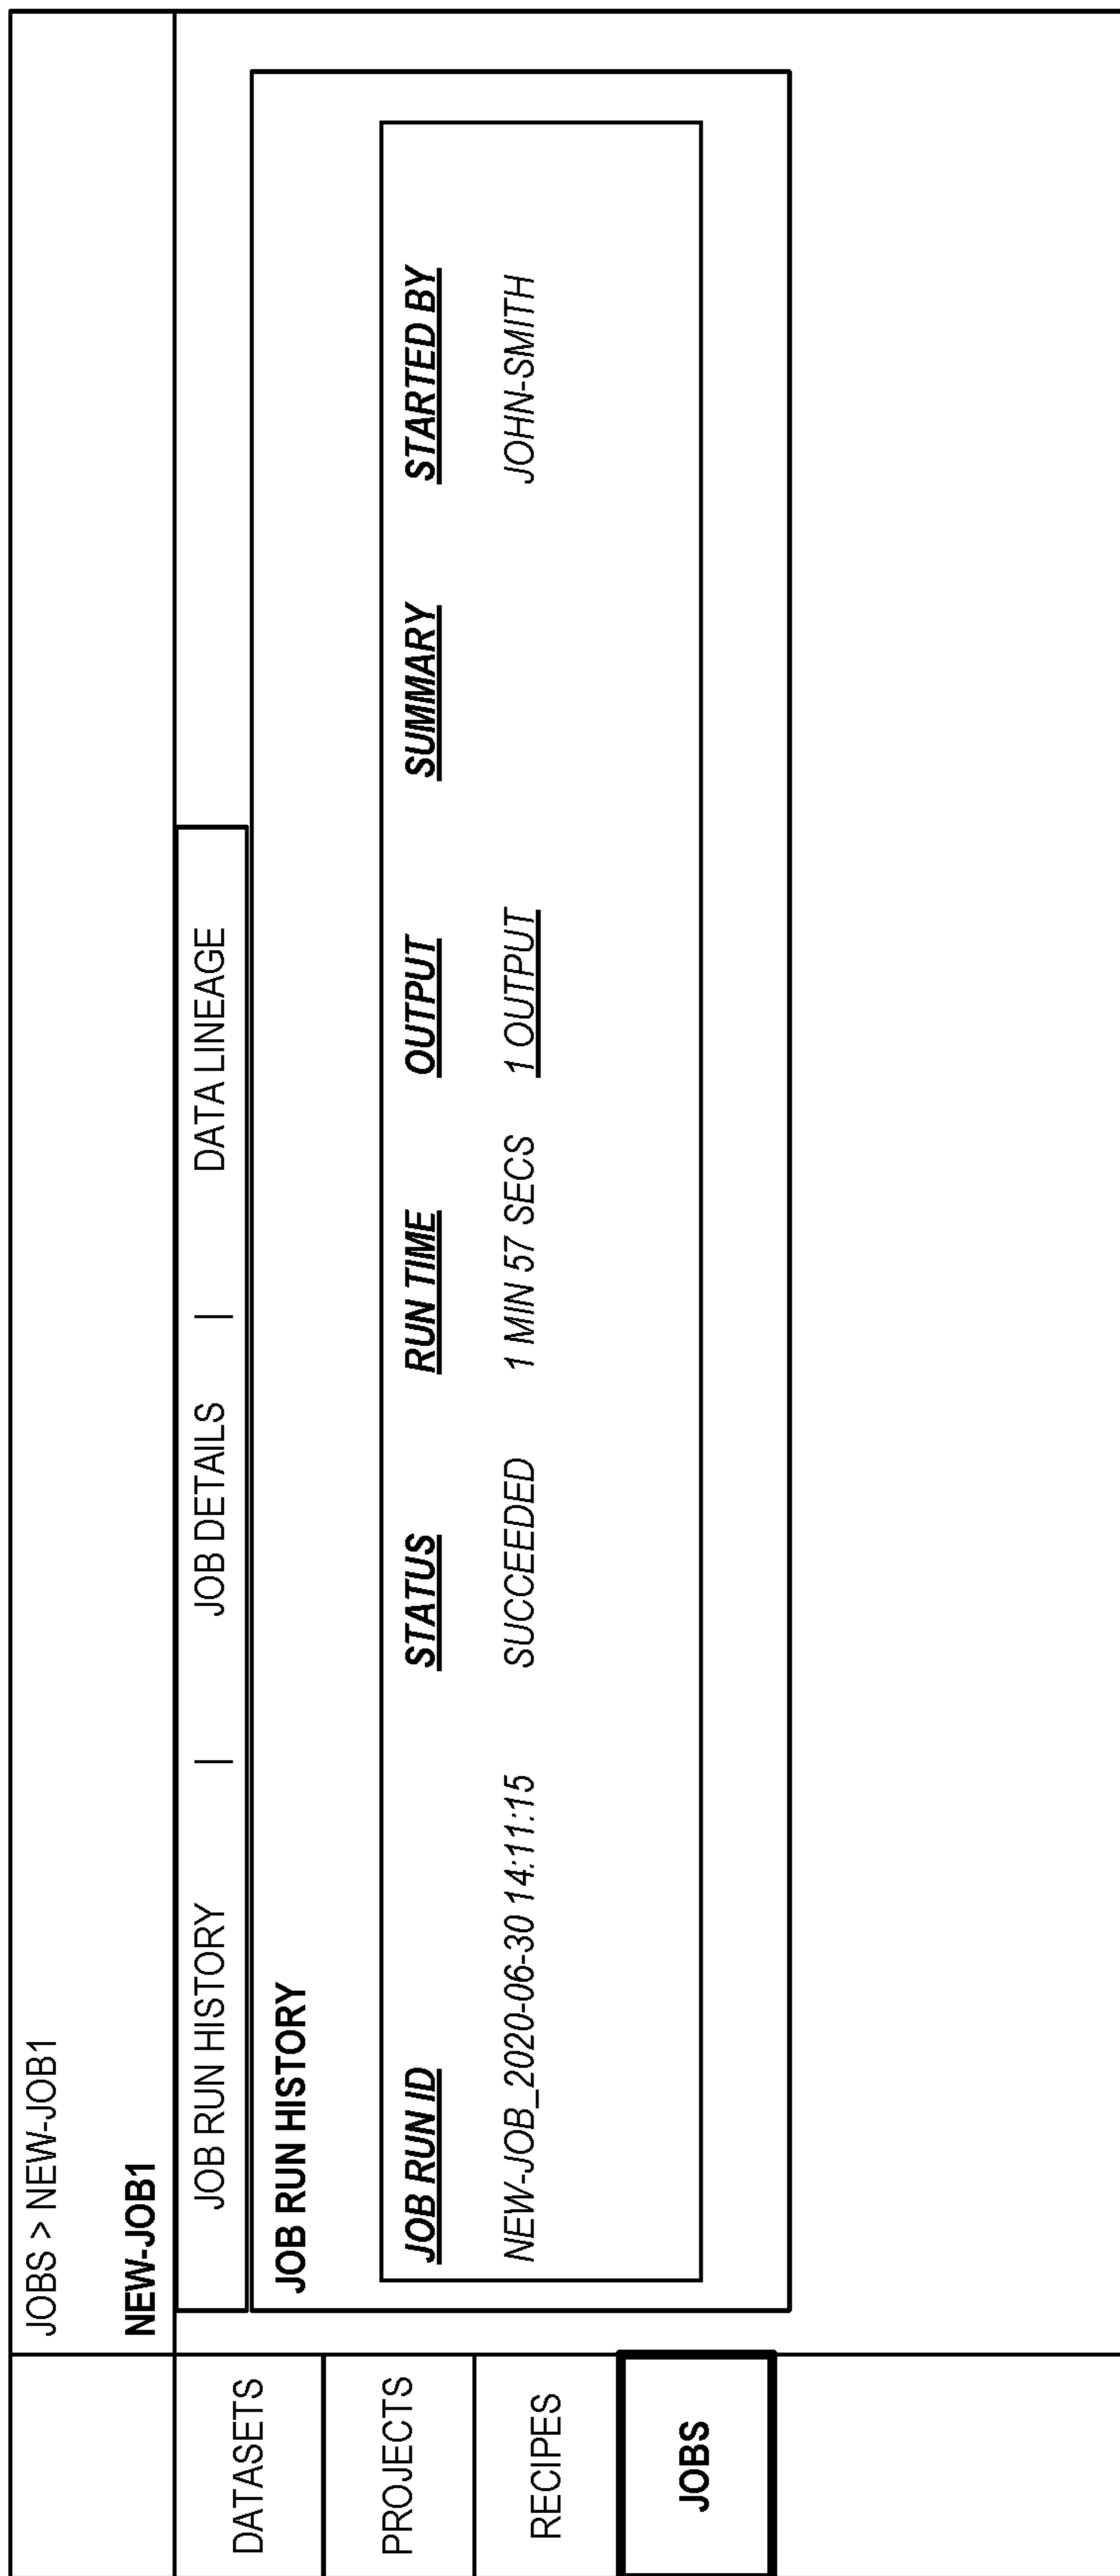 JOBS > NEW-JOB1
NEW-JOB1
DATASETS
PROJECTS
RECIPES
JOBS
JOB RUN HISTORY | JOB DETAILS | DATA LINEAGE
JOB RUN HISTORY
JOB RUN ID STATUS RUN TIME OUTPUT SUMMARY STARTED BY
NEW-JOB_2020-06-30 14:11:15 SUCCEEDED 1 MIN 57 SECS 1 OUTPUT JOHN-SMITH